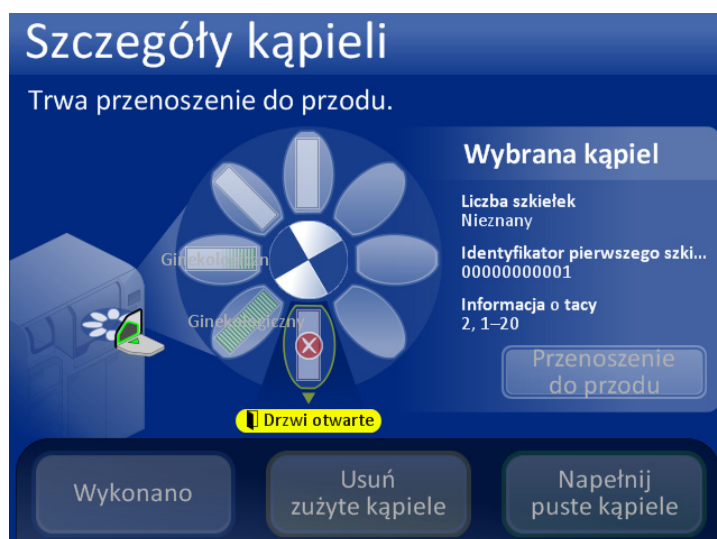 Szczegóły kąpieli
Trwa przenoszenie do przodu.
Wybrana kąpiel
Liczba szkiełek
Nieznany
Identyfikator pierwszego szki...
00000000001
Informacja o tacy
2, 1–20
Przenoszenie
do przodu
Ginekologiczn
Ginekologiczny
Drzwi otwarte
Wykonano
Usuń
zużyte kąpiele
Napełnij
puste kąpiele